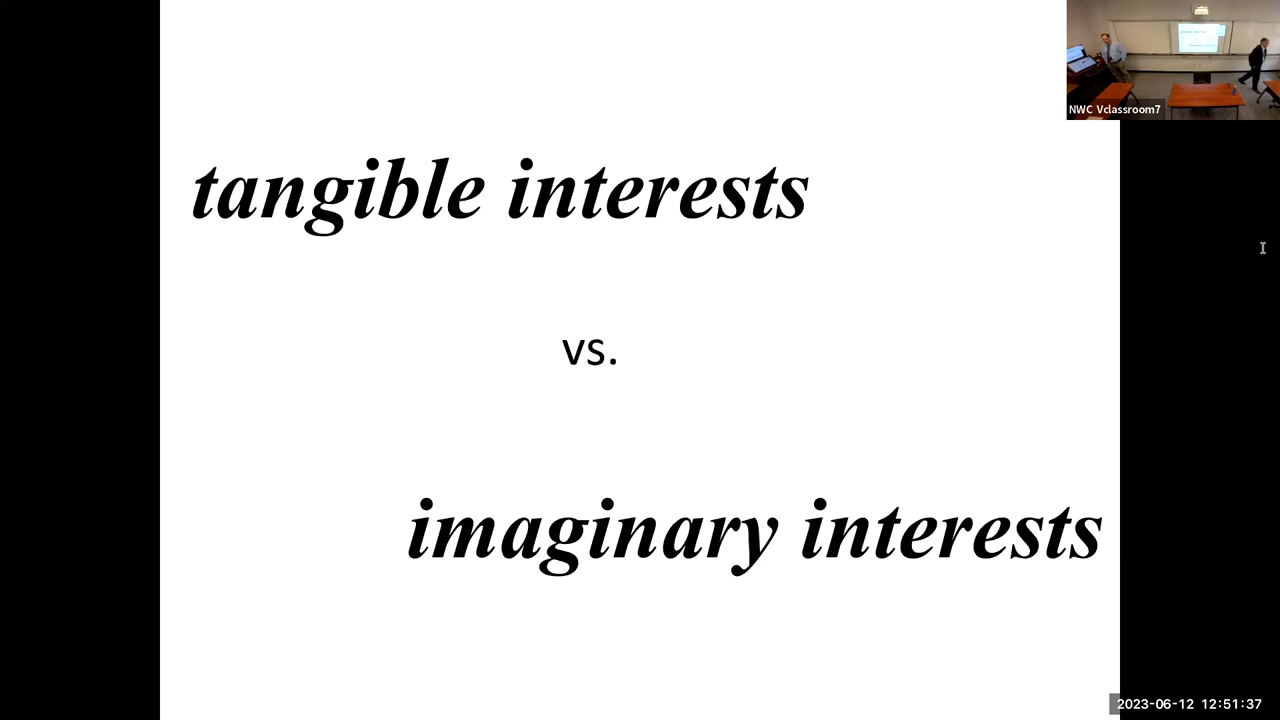 tangible interests
vs.
imaginary interests
NWC Vclassroom7
2023-06-12 12:51:37